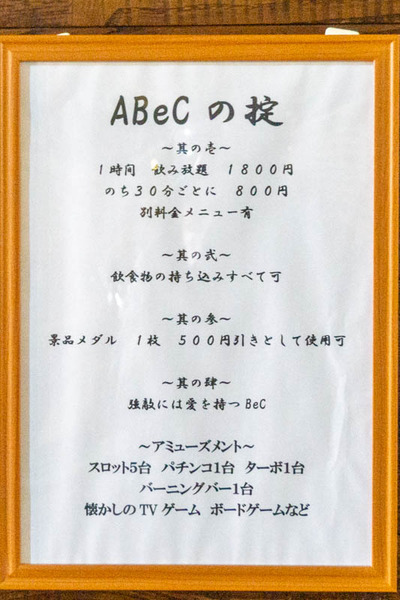 ABeC の掟
～其の壱～
１時间　飲み放題　１８００円
のち３０分ごとに　８００円
別料金メニュー有
～其の弐～
飲食物の持ち込みすべて可
～其の参～
景品メダル　１枚　５００円引きとして使用可
～其の肆～
強敵には愛を持つ BeC
～アミューズメント～
スロット5台　パチンコ1台　ターボ1台
バーニングバー1台
懐かしの TV ゲーム　ボードゲームなど